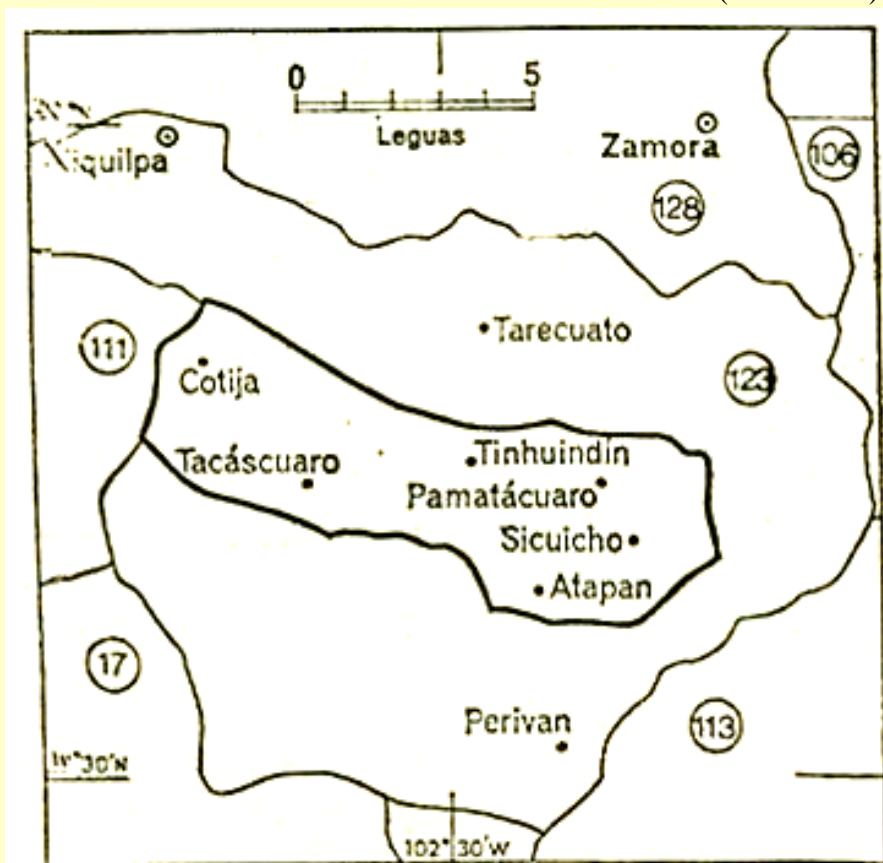 0 5
Leguas
Zamora
106
128
Tarecuato
111
123
Cotija
Tinhuindin
Tacáscuaro
Pamatácuaro
Sicuicho
Atapan
17
Perivan
113
30'N
102° 30'W